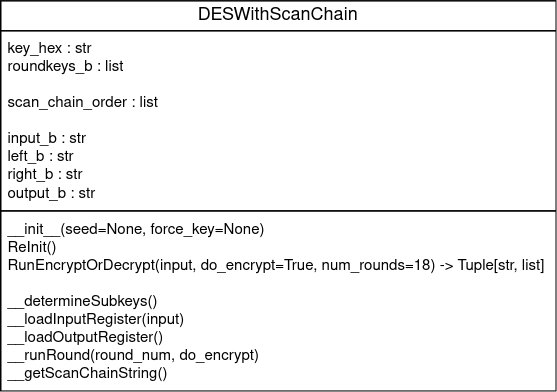 DESWithScanChain
key_hex : str
roundkeys_b : list
scan_chain_order : list
input_b : str
left_b : str
right_b : str
output_b : str
__init__(seed=None, force_key=None)
ReInit()
RunEncryptOrDecrypt(input, do_encrypt=True, num_rounds=18) -> Tuple[str, list]
__determineSubkeys()
__loadInputRegister(input)
__loadOutputRegister()
__runRound(round_num, do_encrypt)
__getScanChainString()